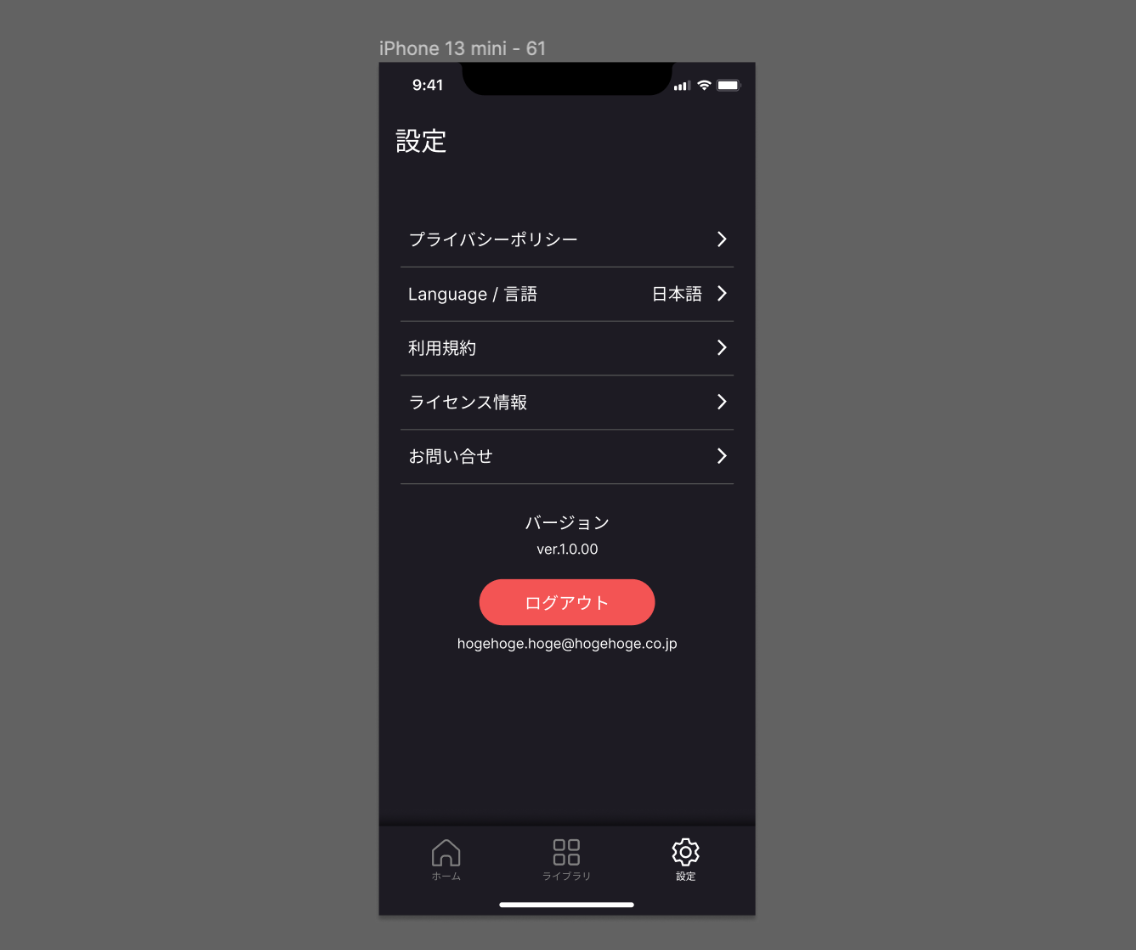 iPhone 13 mini - 61
9:41
設定
プライバシーポリシー
Language / 言語 日本語
利用規約
ライセンス情報
お問い合せ
バージョン
ver.1.0.00
ログアウト
hogehoge.hoge@hogehoge.co.jp
ホーム ライブラリ 設定